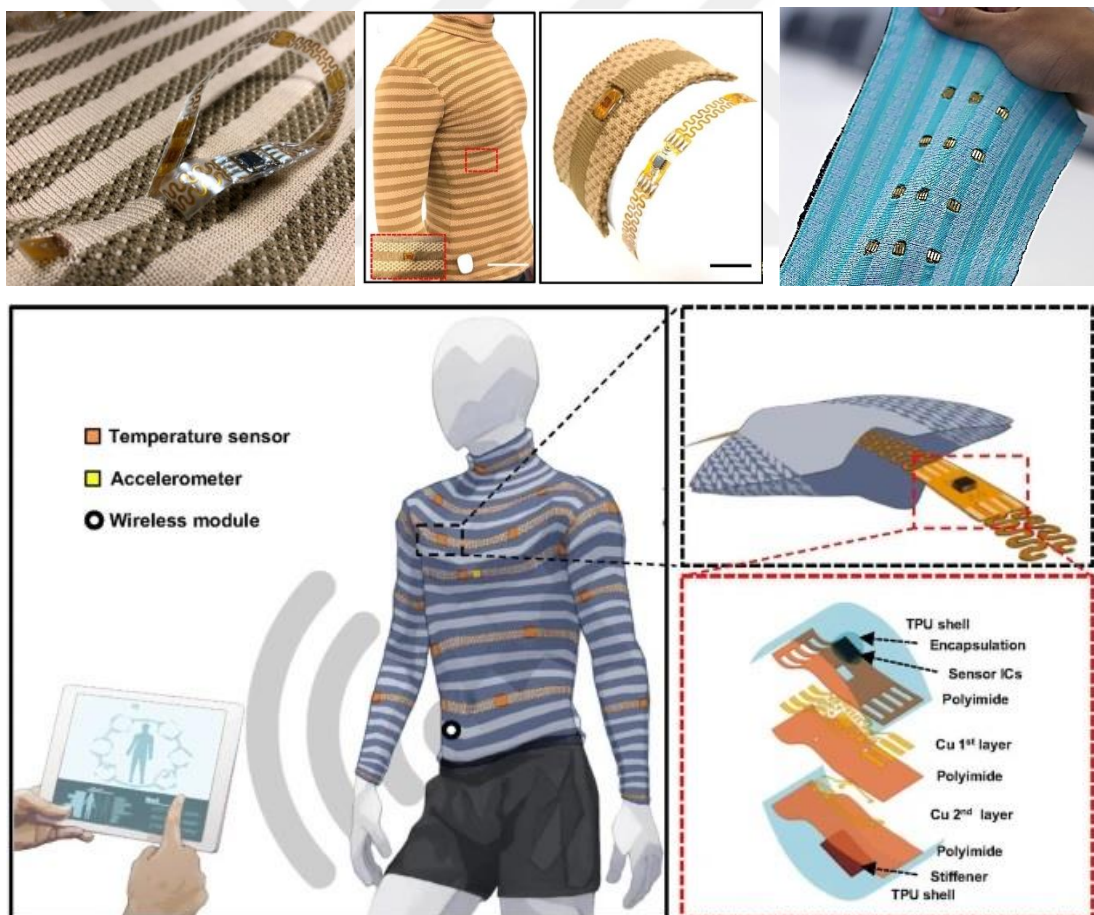 Temperature sensor
Accelerometer
Wireless module
TPU shell
Encapsulation
Sensor ICs
Polyimide
Cu 1st layer
Polyimide
Cu 2nd layer
Polyimide
Stiffener
TPU shell